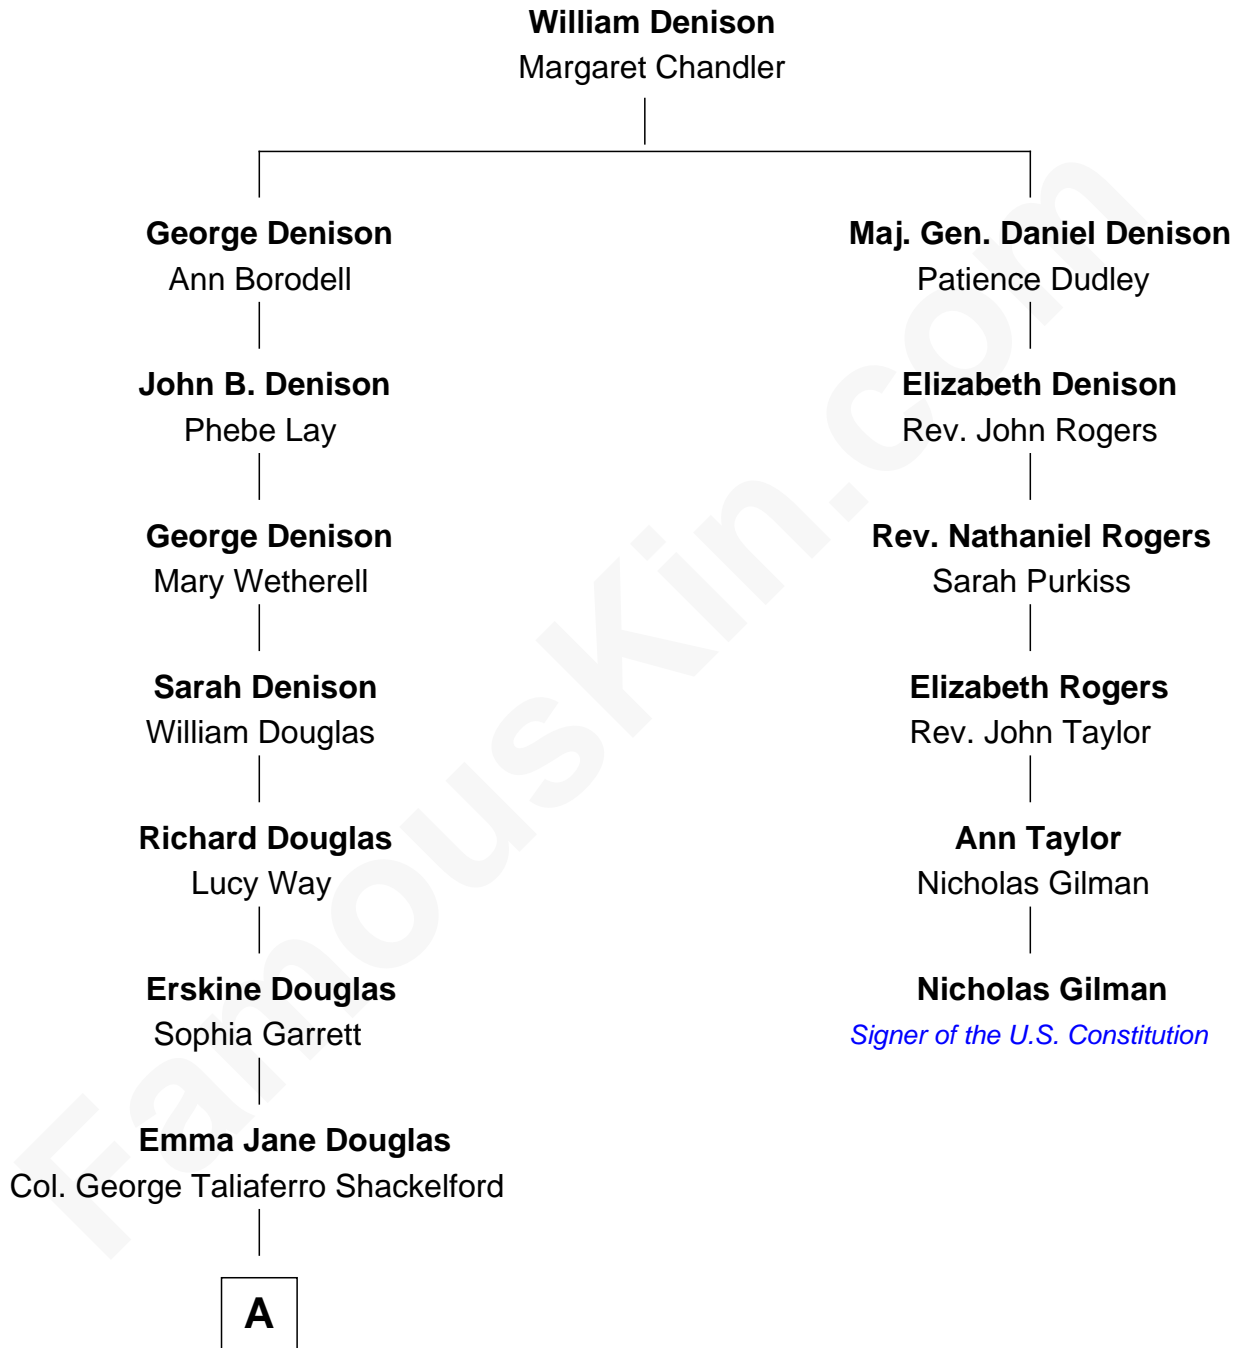 William Denison
Margaret Chandler
George Denison
Ann Borodell
John B. Denison
Phebe Lay
George Denison
Mary Wetherell
Sarah Denison
William Douglas
Richard Douglas
Lucy Way
Erskine Douglas
Sophia Garrett
Emma Jane Douglas
Col. George Taliaferro Shackelford
A
Maj. Gen. Daniel Denison
Patience Dudley
Elizabeth Denison
Rev. John Rogers
Rev. Nathaniel Rogers
Sarah Purkiss
Elizabeth Rogers
Rev. John Taylor
Ann Taylor
Nicholas Gilman
Nicholas Gilman
Signer of the U.S. Constitution
FamousKin.com